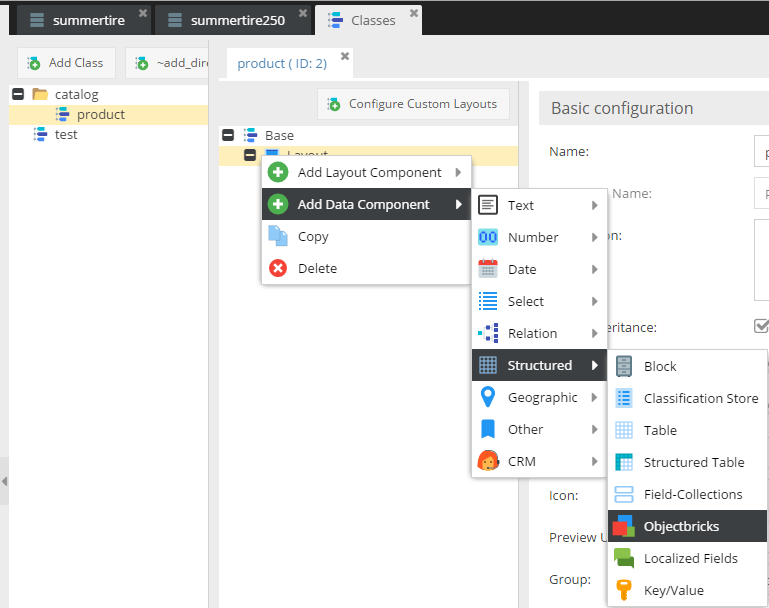 summertire
summertire250
Classes
Add Class
~add_dir
product ( ID: 2)
catalog
product
test
Configure Custom Layouts
Base
Layout
Basic configuration
Name:
Name:
on:
eritance:
Icon:
Preview U
Group:
Add Layout Component
Add Data Component
Copy
Delete
Text
Number
Date
Select
Relation
Structured
Geographic
Other
CRM
Block
Classification Store
Table
Structured Table
Field-Collections
Objectbricks
Localized Fields
Key/Value